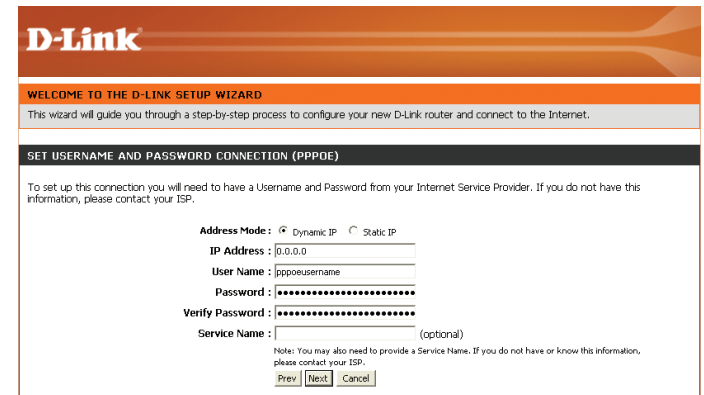 D-Link
WELCOME TO THE D-LINK SETUP WIZARD
This wizard will guide you through a step-by-step process to configure your new D-Link router and connect to the Internet.
SET USERNAME AND PASSWORD CONNECTION (PPPOE)
To set up this connection you will need to have a Username and Password from your Internet Service Provider. If you do not have this
information, please contact your ISP.
Address Mode : Dynamic IP Static IP
IP Address : 0.0.0.0
User Name : pppoeusername
Password : ••••••••••••••••••••••••
Verify Password : ••••••••••••••••••••••••
Service Name : (optional)
Note: You may also need to provide a Service Name. If you do not have or know this information,
please contact your ISP.
Prev Next Cancel